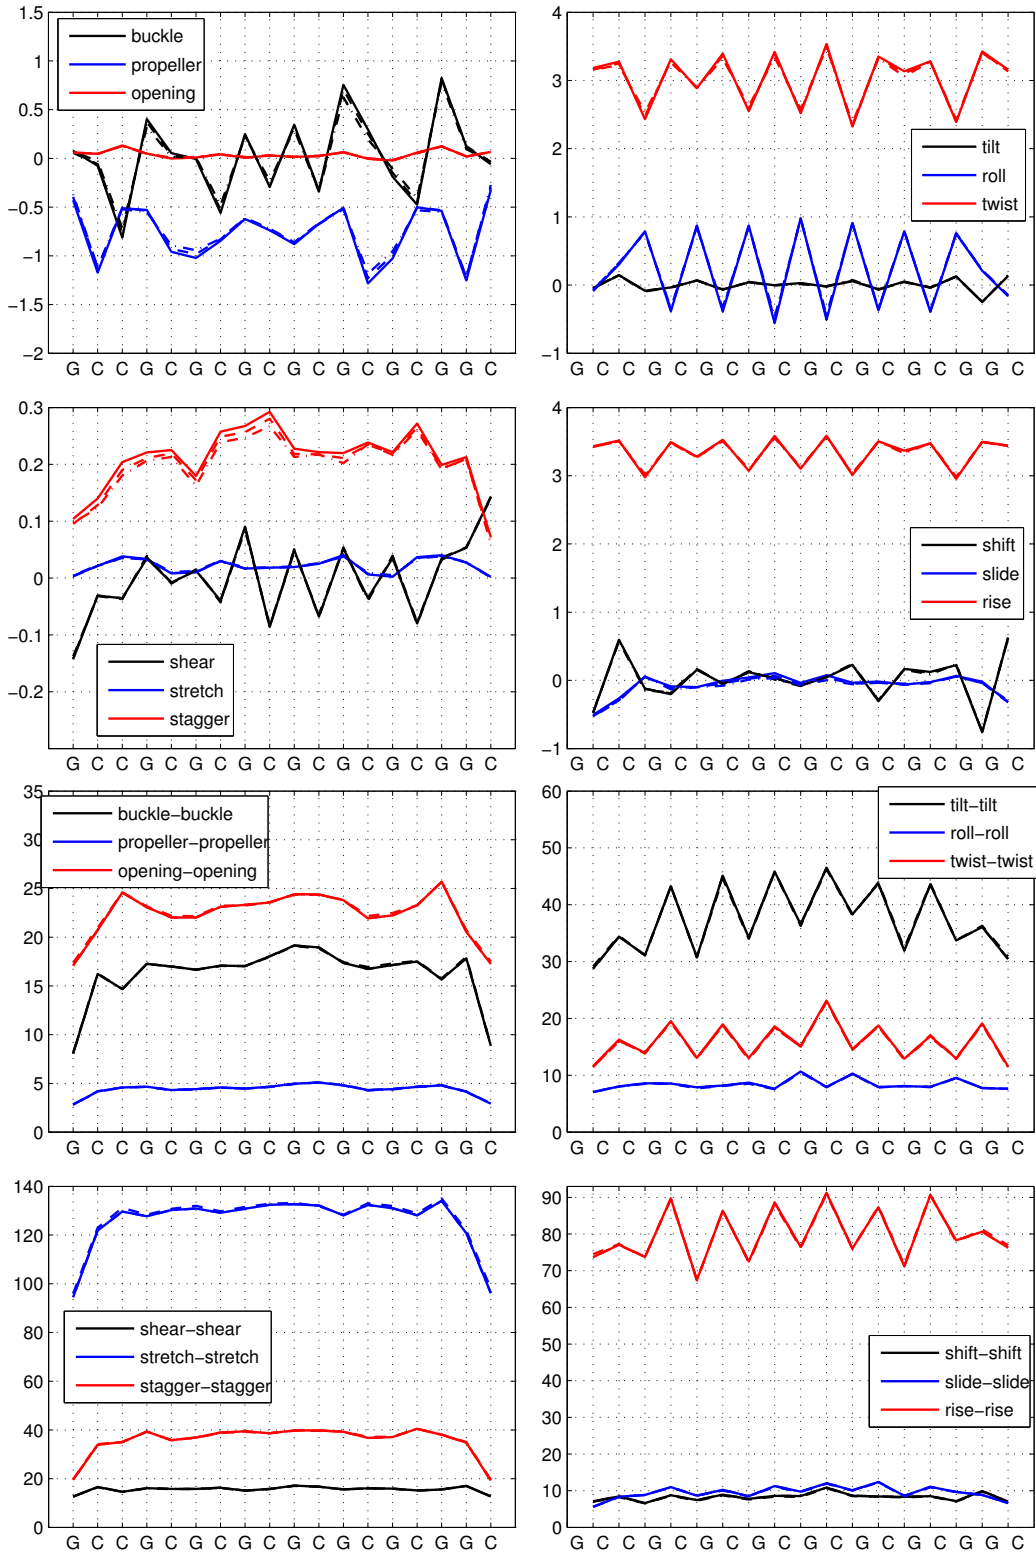 1.5
1
0.5
0
−0.5
−1
−1.5
−2
buckle
propeller
opening
G C C G C G C G C G C G C G C G G C
4
3
2
1
0
−1
tilt
roll
twist
G C C G C G C G C G C G C G C G G C
0.3
0.2
0.1
0
−0.1
−0.2
shear
stretch
stagger
G C C G C G C G C G C G C G C G G C
4
3
2
1
0
−1
shift
slide
rise
G C C G C G C G C G C G C G C G G C
35
30
25
20
15
10
5
0
buckle−buckle
propeller−propeller
opening−opening
G C C G C G C G C G C G C G C G G C
60
50
40
30
20
10
0
tilt−tilt
roll−roll
twist−twist
G C C G C G C G C G C G C G C G G C
140
120
100
80
60
40
20
0
shear−shear
stretch−stretch
stagger−stagger
G C C G C G C G C G C G C G C G G C
90
80
70
60
50
40
30
20
10
0
shift−shift
slide−slide
rise−rise
G C C G C G C G C G C G C G C G G C